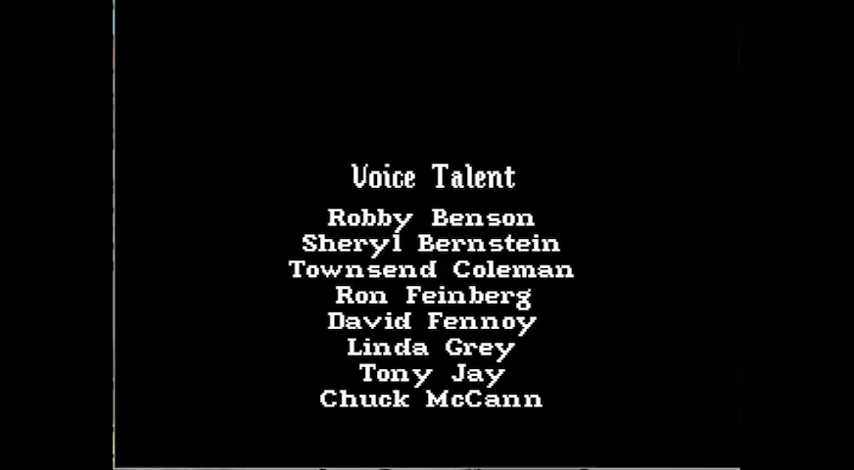 Voice Talent
Robby Benson
Sheryl Bernstein
Townsend Coleman
Ron Feinberg
David Fennoy
Linda Grey
Tony Jay
Chuck McCann